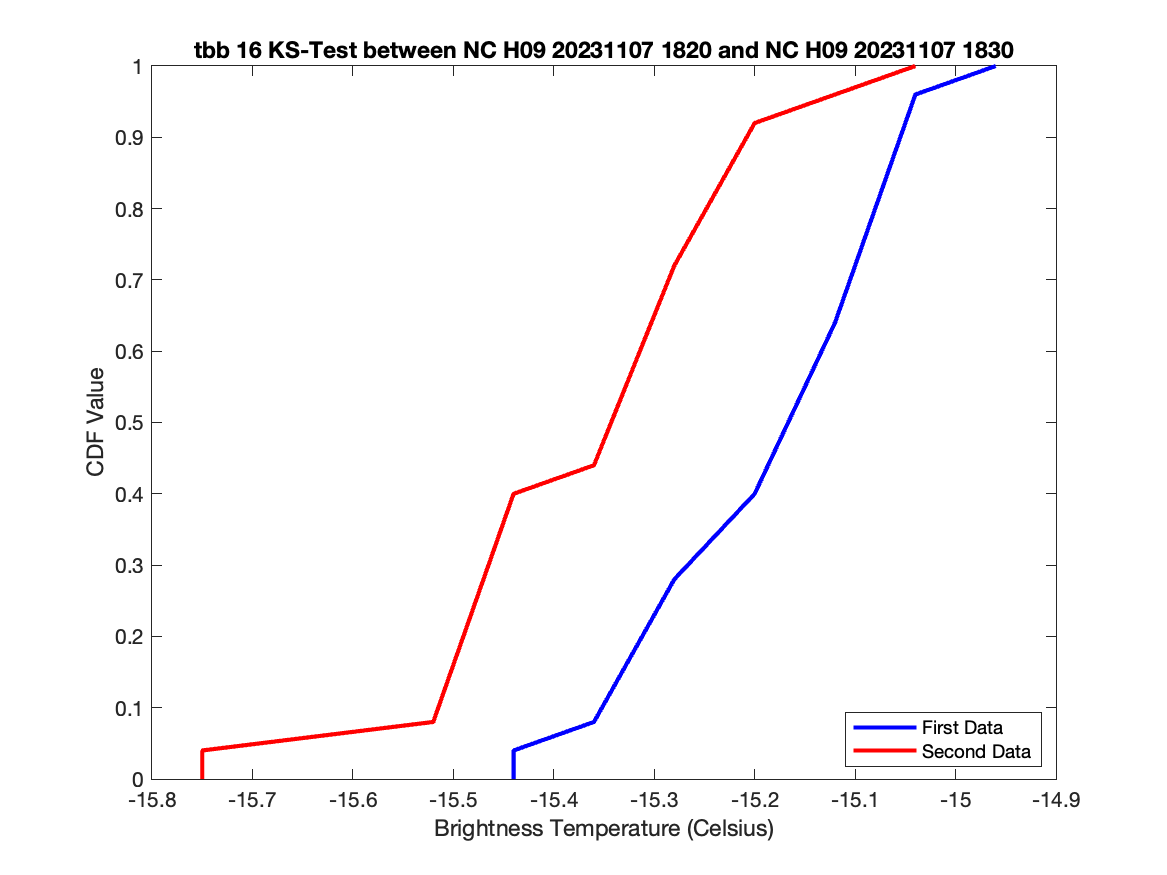 tbb 16 KS-Test between NC H09 20231107 1820 and NC H09 20231107 1830
1
0.9
0.8
0.7
0.6
0.5
0.4
0.3
0.2
0.1
0
CDF Value
First Data
Second Data
-15.8 -15.7 -15.6 -15.5 -15.4 -15.3 -15.2 -15.1 -15 -14.9
Brightness Temperature (Celsius)